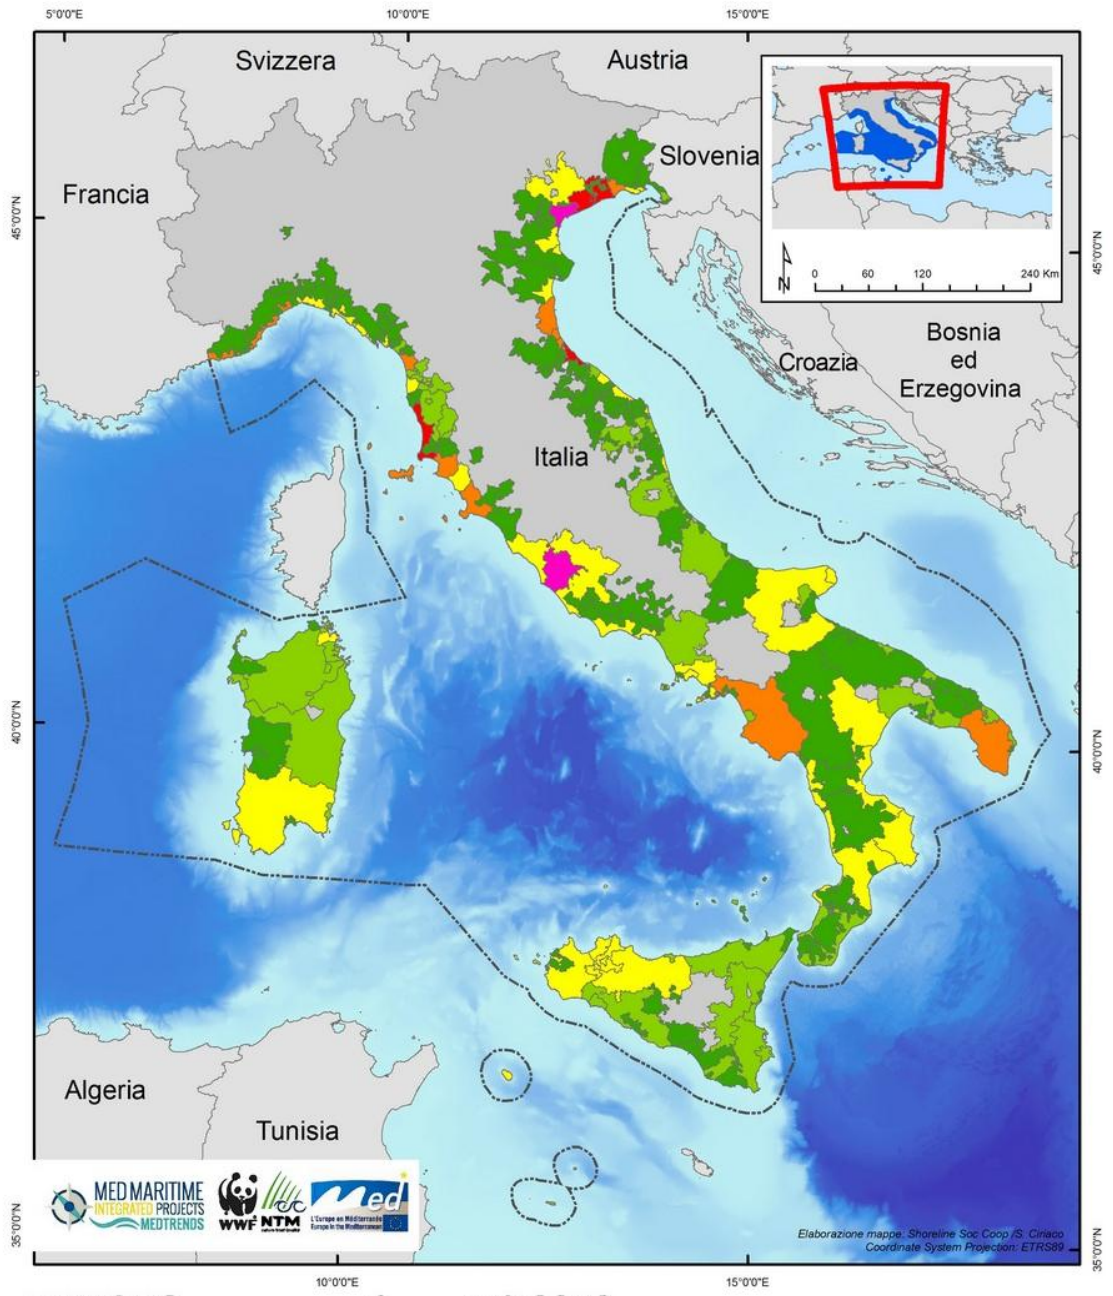 5°0'0"E
10°0'0"E
15°0'0"E
Svizzera
Austria
Slovenia
Francia
45°0'0"N
45°0'0"N
0 60 120 240 Km
N
Bosnia
ed
Erzegovina
Croazia
Italia
40°0'0"N
40°0'0"N
Algeria
Tunisia
MED MARITIME
INTEGRATED PROJECTS
MEDTRENDS
WWF
NTM
Med
L'Europe en Méditerranée
Europe in the Mediterranean
Elaborazione mappe: Shoreline Soc Coop /S. Ciriaco
Coordinate System Projection: ETRS89
35°0'0"N
35°0'0"N
10°0'0"E
15°0'0"E